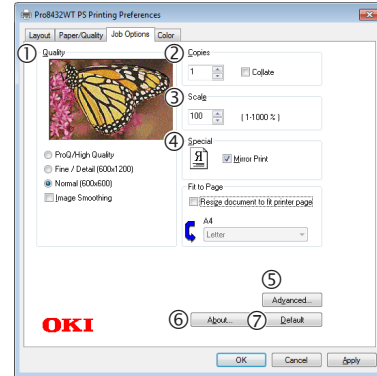 Pro8432WT PS Printing Preferences
Layout Paper/Quality Job Options Color
① Quality
ProQ/High Quality
Fine / Detail (600x1200)
Normal (600x600)
Image Smoothing
② Copies
1 Collate
③ Scale
100 (1-1000 %)
④ Special
Я Mirror Print
Fit to Page
Resize document to fit printer page
A4
Letter
⑤
Advanced...
⑥ About... ⑦ Default
OKI
OK Cancel Apply